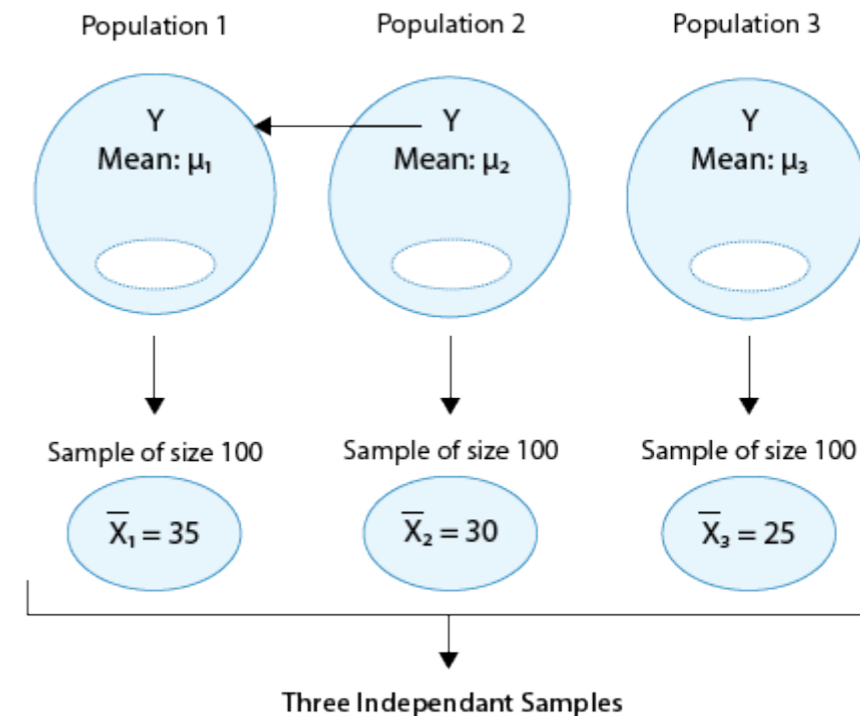 Population 1
Population 2
Population 3
Y
Mean: μ₁
Y
Mean: μ₂
Y
Mean: μ₃
Sample of size 100
Sample of size 100
Sample of size 100
X̅₁ = 35
X̅₂ = 30
X̅₃ = 25
Three Independant Samples